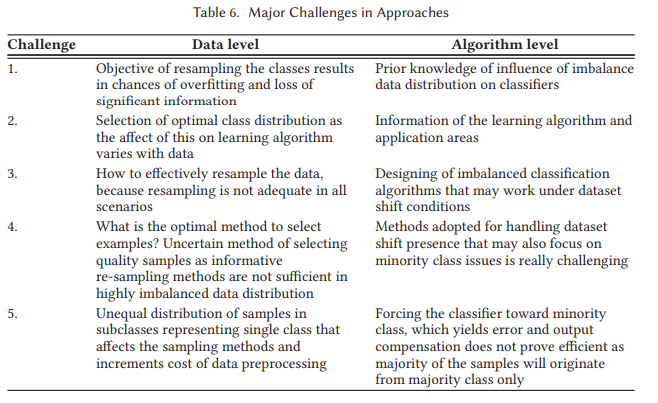 Table 6. Major Challenges in Approaches
Challenge Data level Algorithm level
1. Objective of resampling the classes results Prior knowledge of influence of imbalance
in chances of overfitting and loss of data distribution on classifiers
significant information
2. Selection of optimal class distribution as Information of the learning algorithm and
the affect of this on learning algorithm application areas
varies with data
3. How to effectively resample the data, Designing of imbalanced classification
because resampling is not adequate in all algorithms that may work under dataset
scenarios shift conditions
4. What is the optimal method to select Methods adopted for handling dataset
examples? Uncertain method of selecting shift presence that may also focus on
quality samples as informative minority class issues is really challenging
re-sampling methods are not sufficient in
highly imbalanced data distribution
5. Unequal distribution of samples in Forcing the classifier toward minority
subclasses representing single class that class, which yields error and output
affects the sampling methods and compensation does not prove efficient as
increments cost of data preprocessing majority of the samples will originate
from majority class only